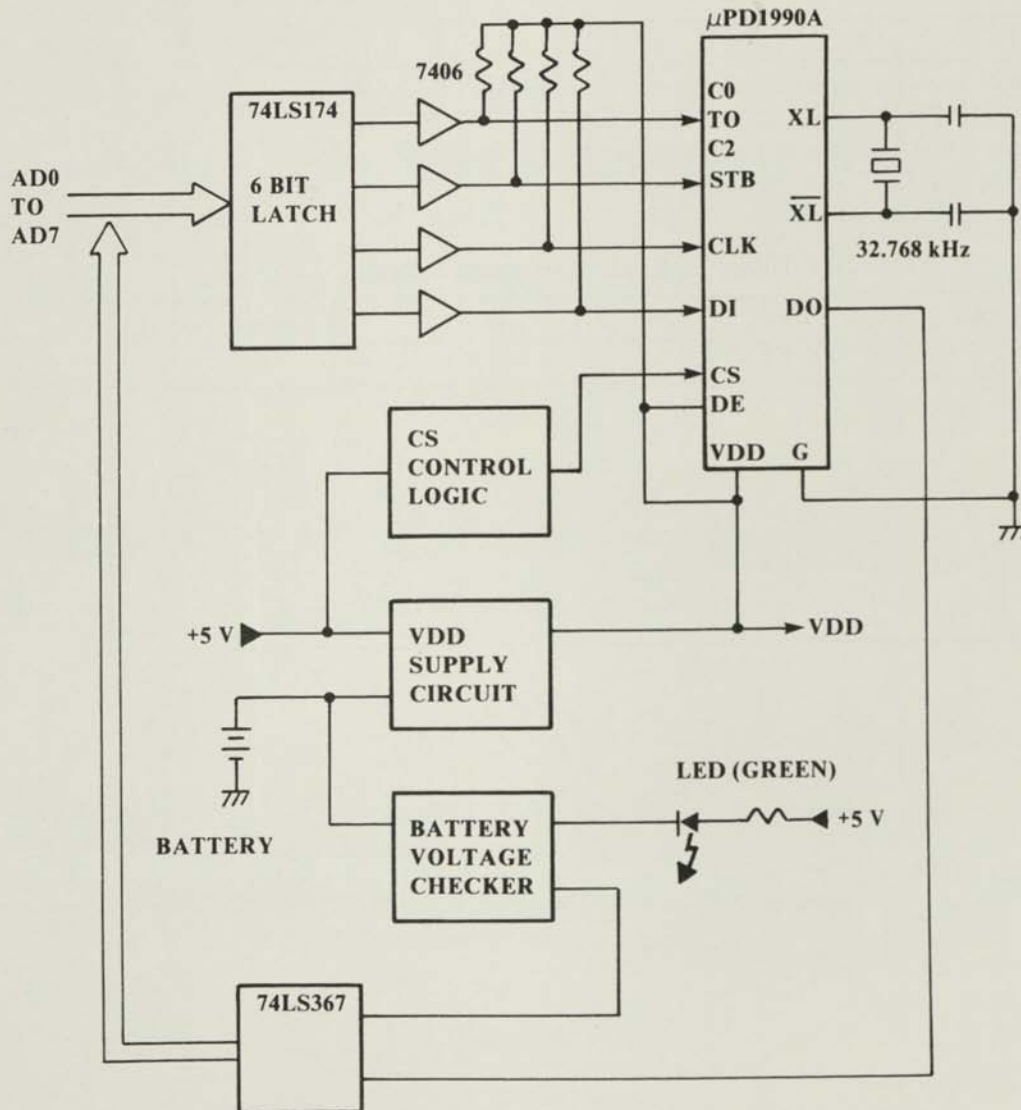 μPD1990A
7406
74LS174
6 BIT
LATCH
AD0
TO
AD7
C0
TO
C2
STB
CLK
DI
CS
DE
VDD
G
XL
XL
DO
32.768 kHz
CS
CONTROL
LOGIC
+5 V
VDD
SUPPLY
CIRCUIT
VDD
BATTERY
BATTERY
VOLTAGE
CHECKER
LED (GREEN)
+5 V
74LS367